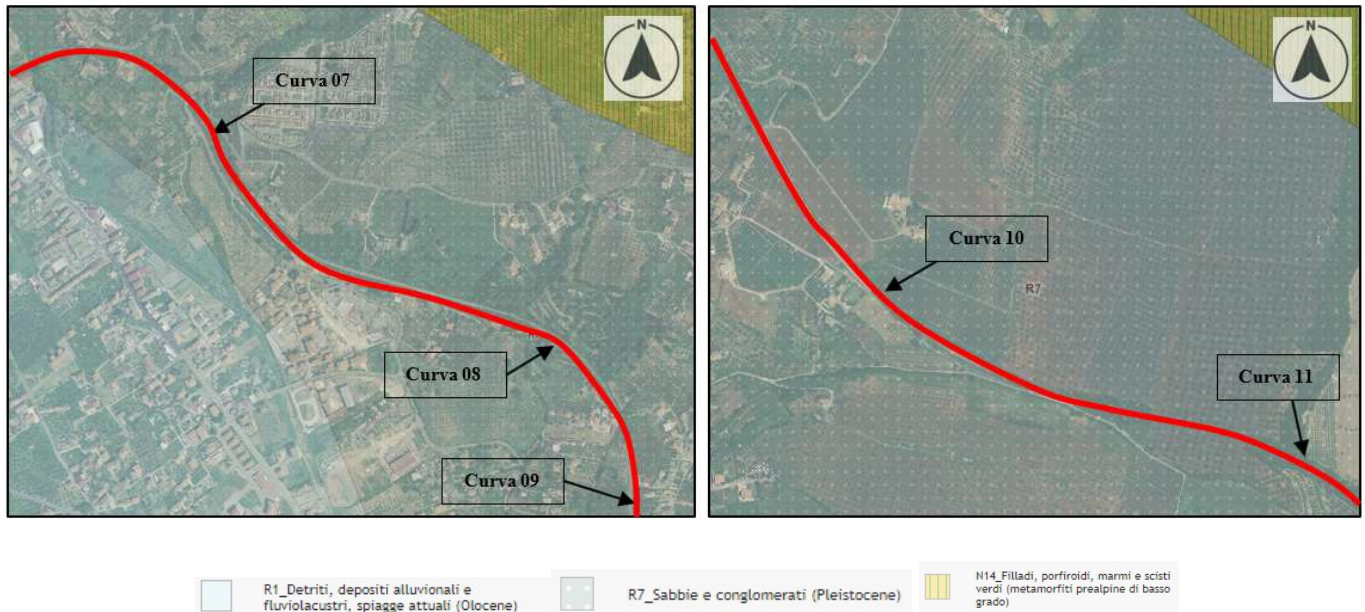 N
Curva 07
Curva 08
Curva 09
N
Curva 10
R7
Curva 11
R1_Detriti, depositi alluvionali e
fluviolacustri, spiagge attuali (Olocene)
R7_Sabbie e conglomerati (Pleistocene)
N14_Filladi, porfiroidi, marmi e scisti
verdi (metamorfiti prealpine di basso
grado)